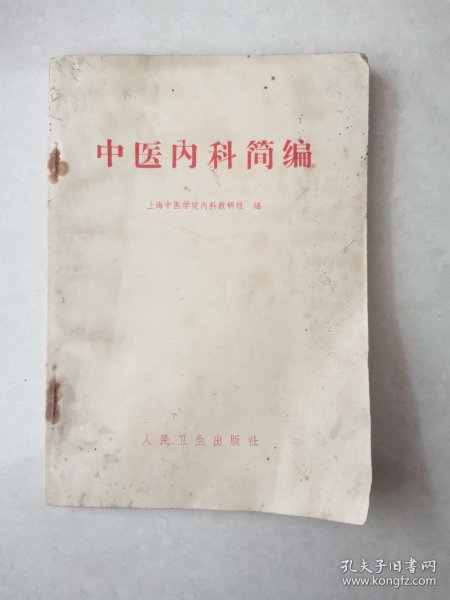 中医内科简编
上海中医学院内科教研组 编
人民卫生出版社
孔夫子旧书网
www.kongfz.com